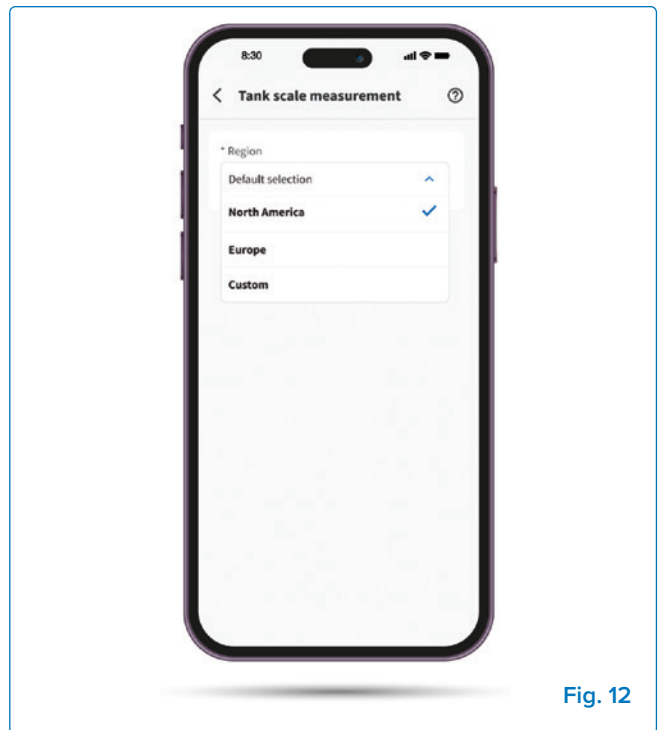 8:30
Tank scale measurement
* Region
Default selection
North America
Europe
Custom
Fig. 12